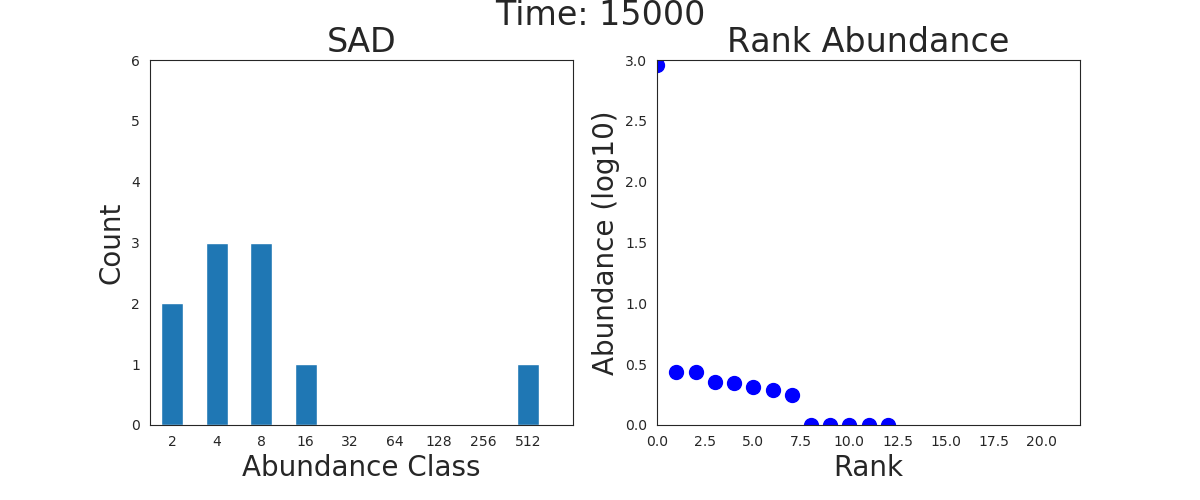 Time: 15000
SAD
Rank Abundance
6
5
4
3
2
1
0
Count
2 4 8 16 32 64 128 256 512
Abundance Class
3.0
2.5
2.0
1.5
1.0
0.5
0.0
Abundance (log10)
0.0 2.5 5.0 7.5 10.0 12.5 15.0 17.5 20.0
Rank